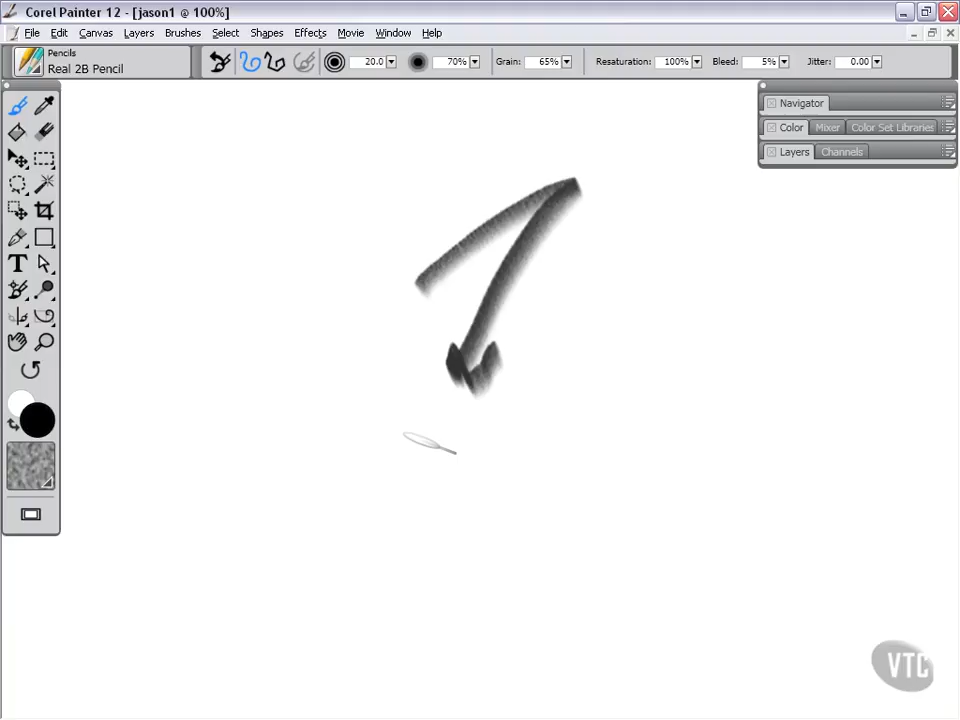 Corel Painter 12 - [jason1 @ 100%]
File Edit Canvas Layers Brushes Select Shapes Effects Movie Window Help
Pencils
Real 2B Pencil
20.0 70% Grain: 65% Resaturation: 100% Bleed: 5% Jitter: 0.00
Navigator
Color Mixer Color Set Libraries
Layers Channels
T
VTC